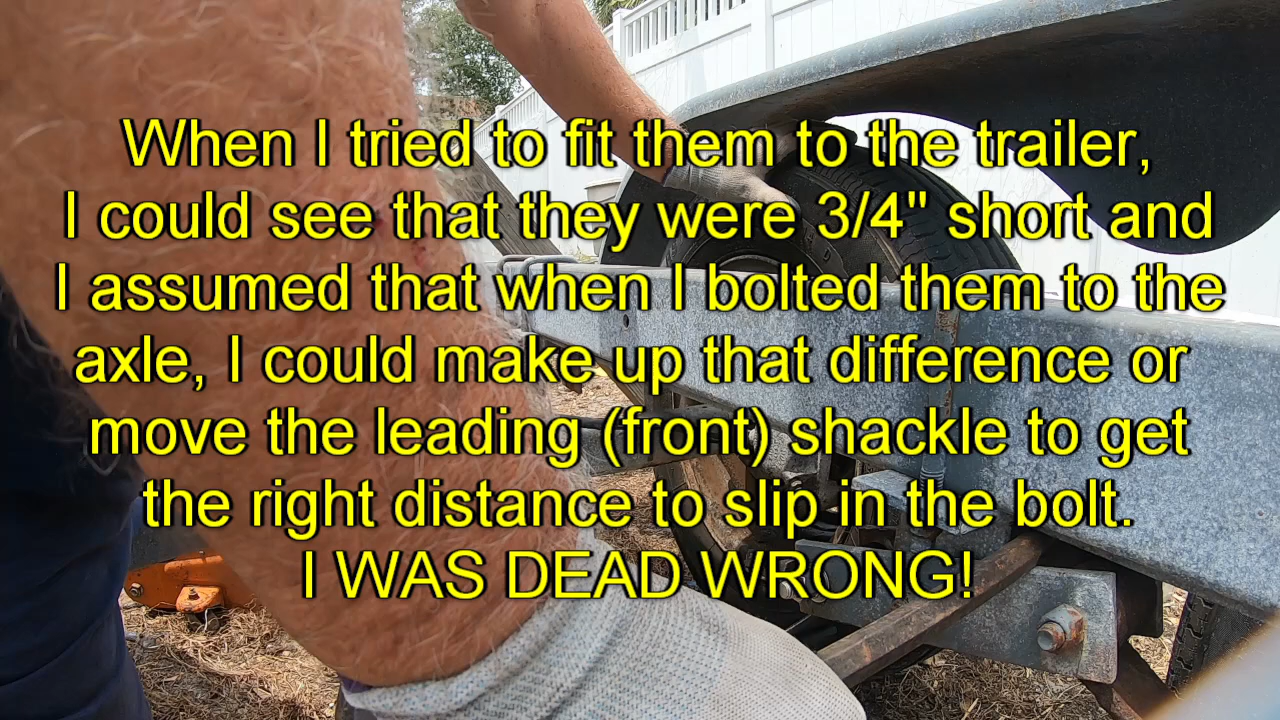 When I tried to fit them to the trailer,
I could see that they were 3/4" short and
I assumed that when I bolted them to the
axle, I could make up that difference or
move the leading (front) shackle to get
the right distance to slip in the bolt.
I WAS DEAD WRONG!